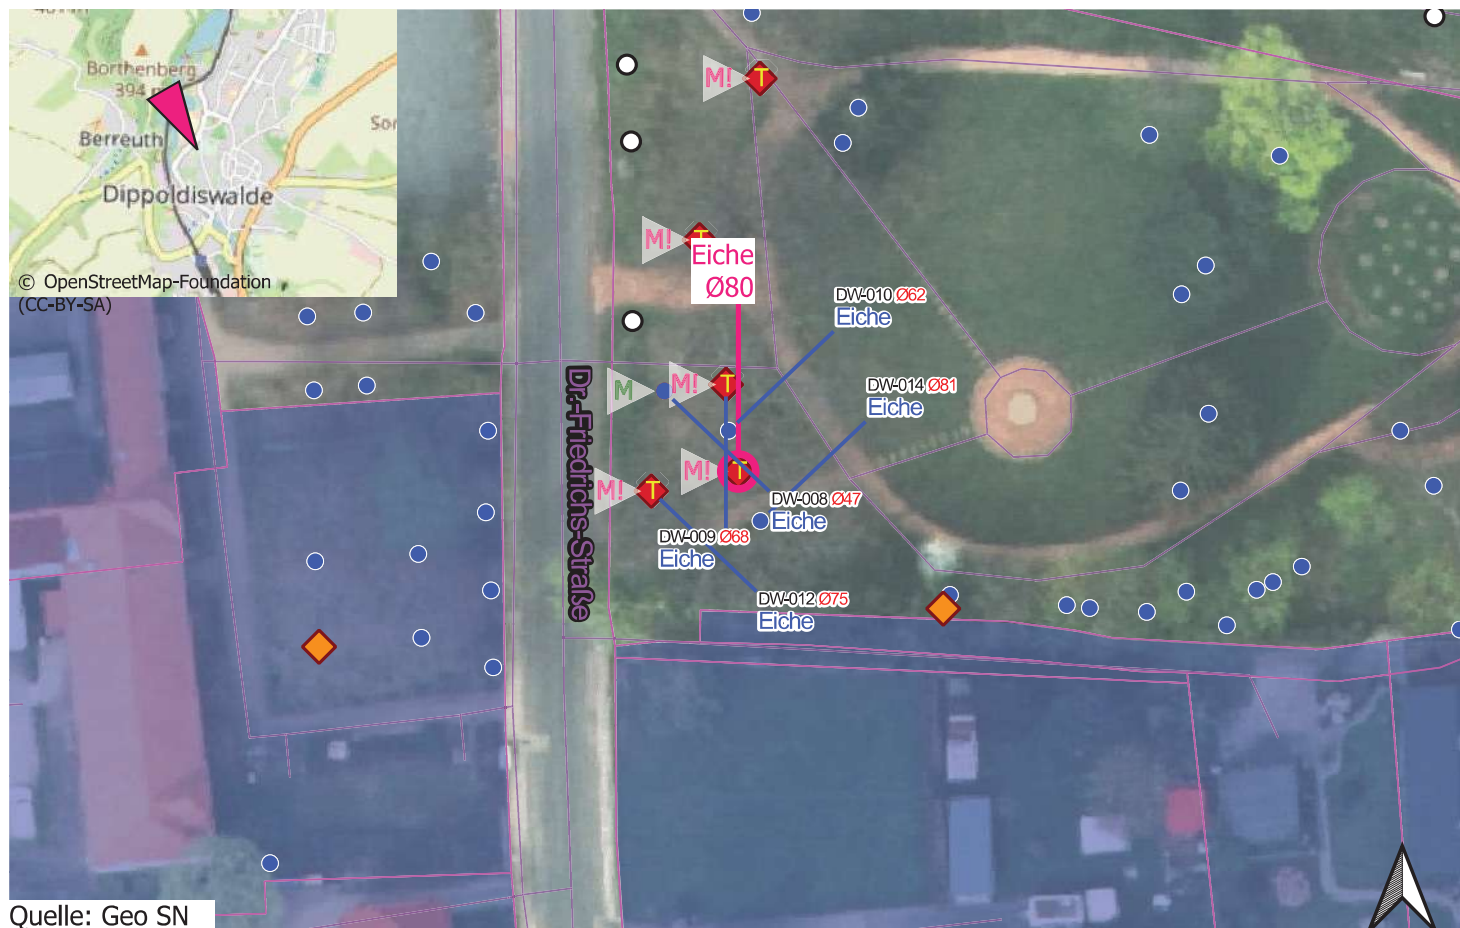 Borthenberg
394 m
Berreuth
Sor
Dippoldiswalde
© OpenStreetMap-Foundation
(CC-BY-SA)
M! T
M! T
Eiche
Ø80
DW-010 Ø62
Eiche
M
M! T
DW-014 Ø81
Eiche
M! T
M! T
DW-008 Ø47
Eiche
DW-009 Ø68
Eiche
DW-012 Ø75
Eiche
Dr.-Friedrichs-Straße
Quelle: Geo SN